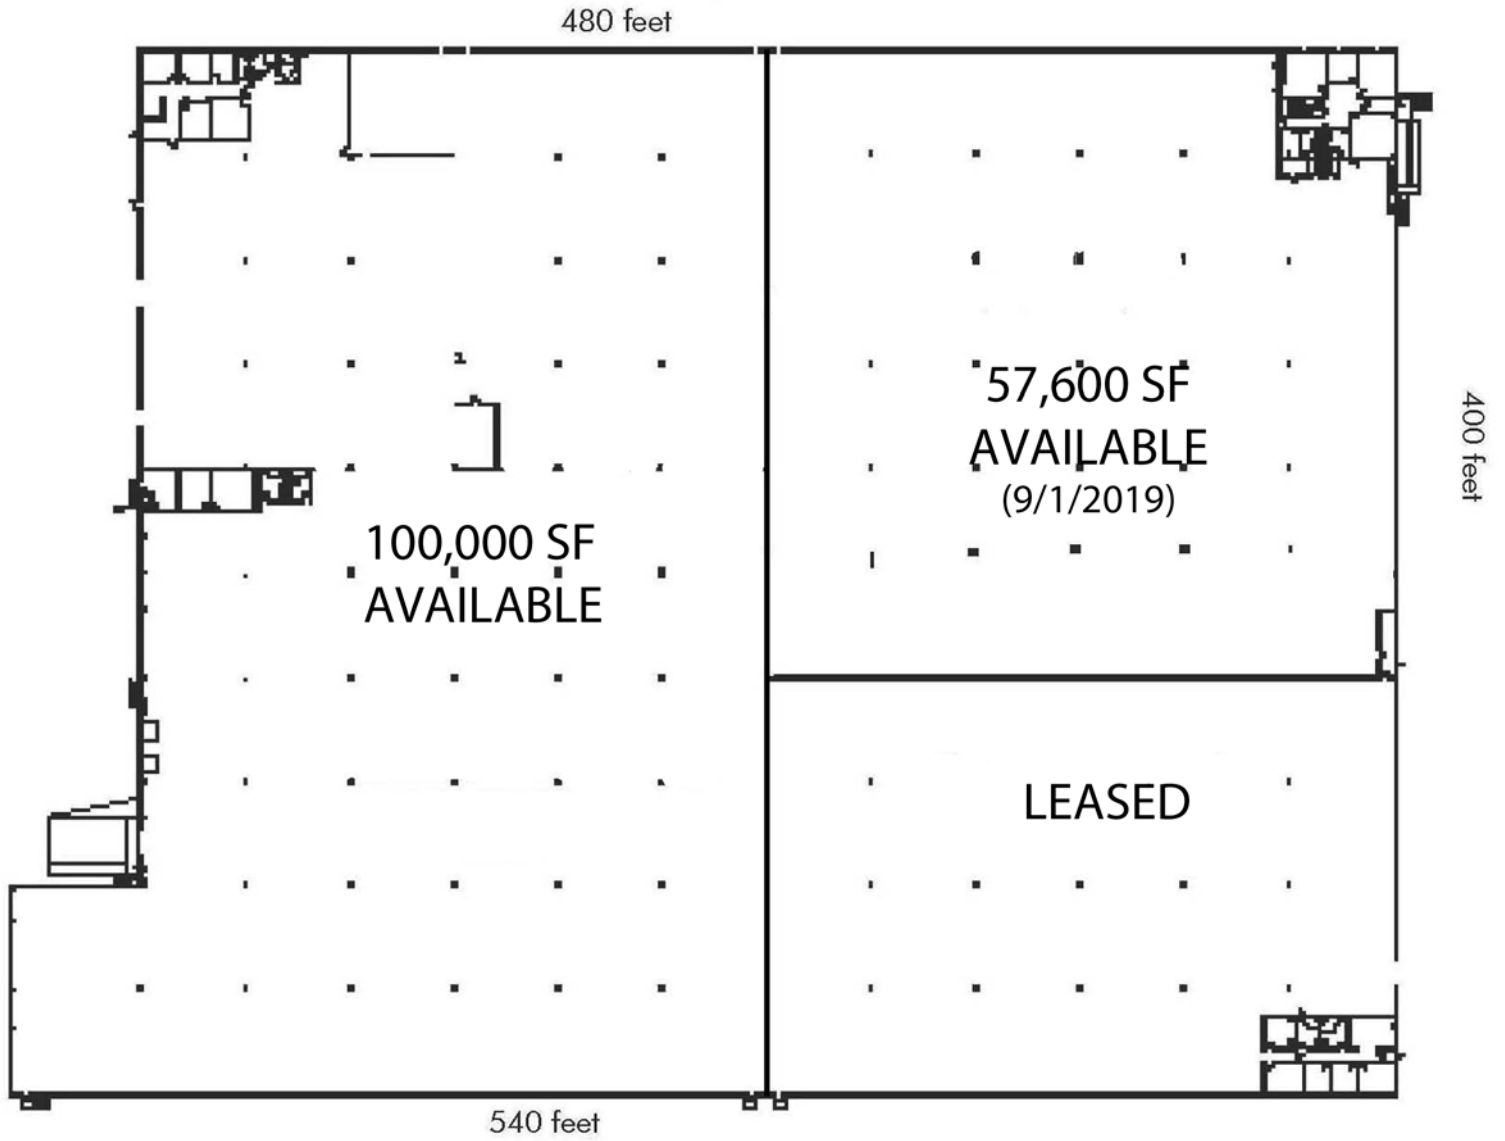 480 feet
57,600 SF
AVAILABLE
(9/1/2019)
400 feet
100,000 SF
AVAILABLE
LEASED
540 feet